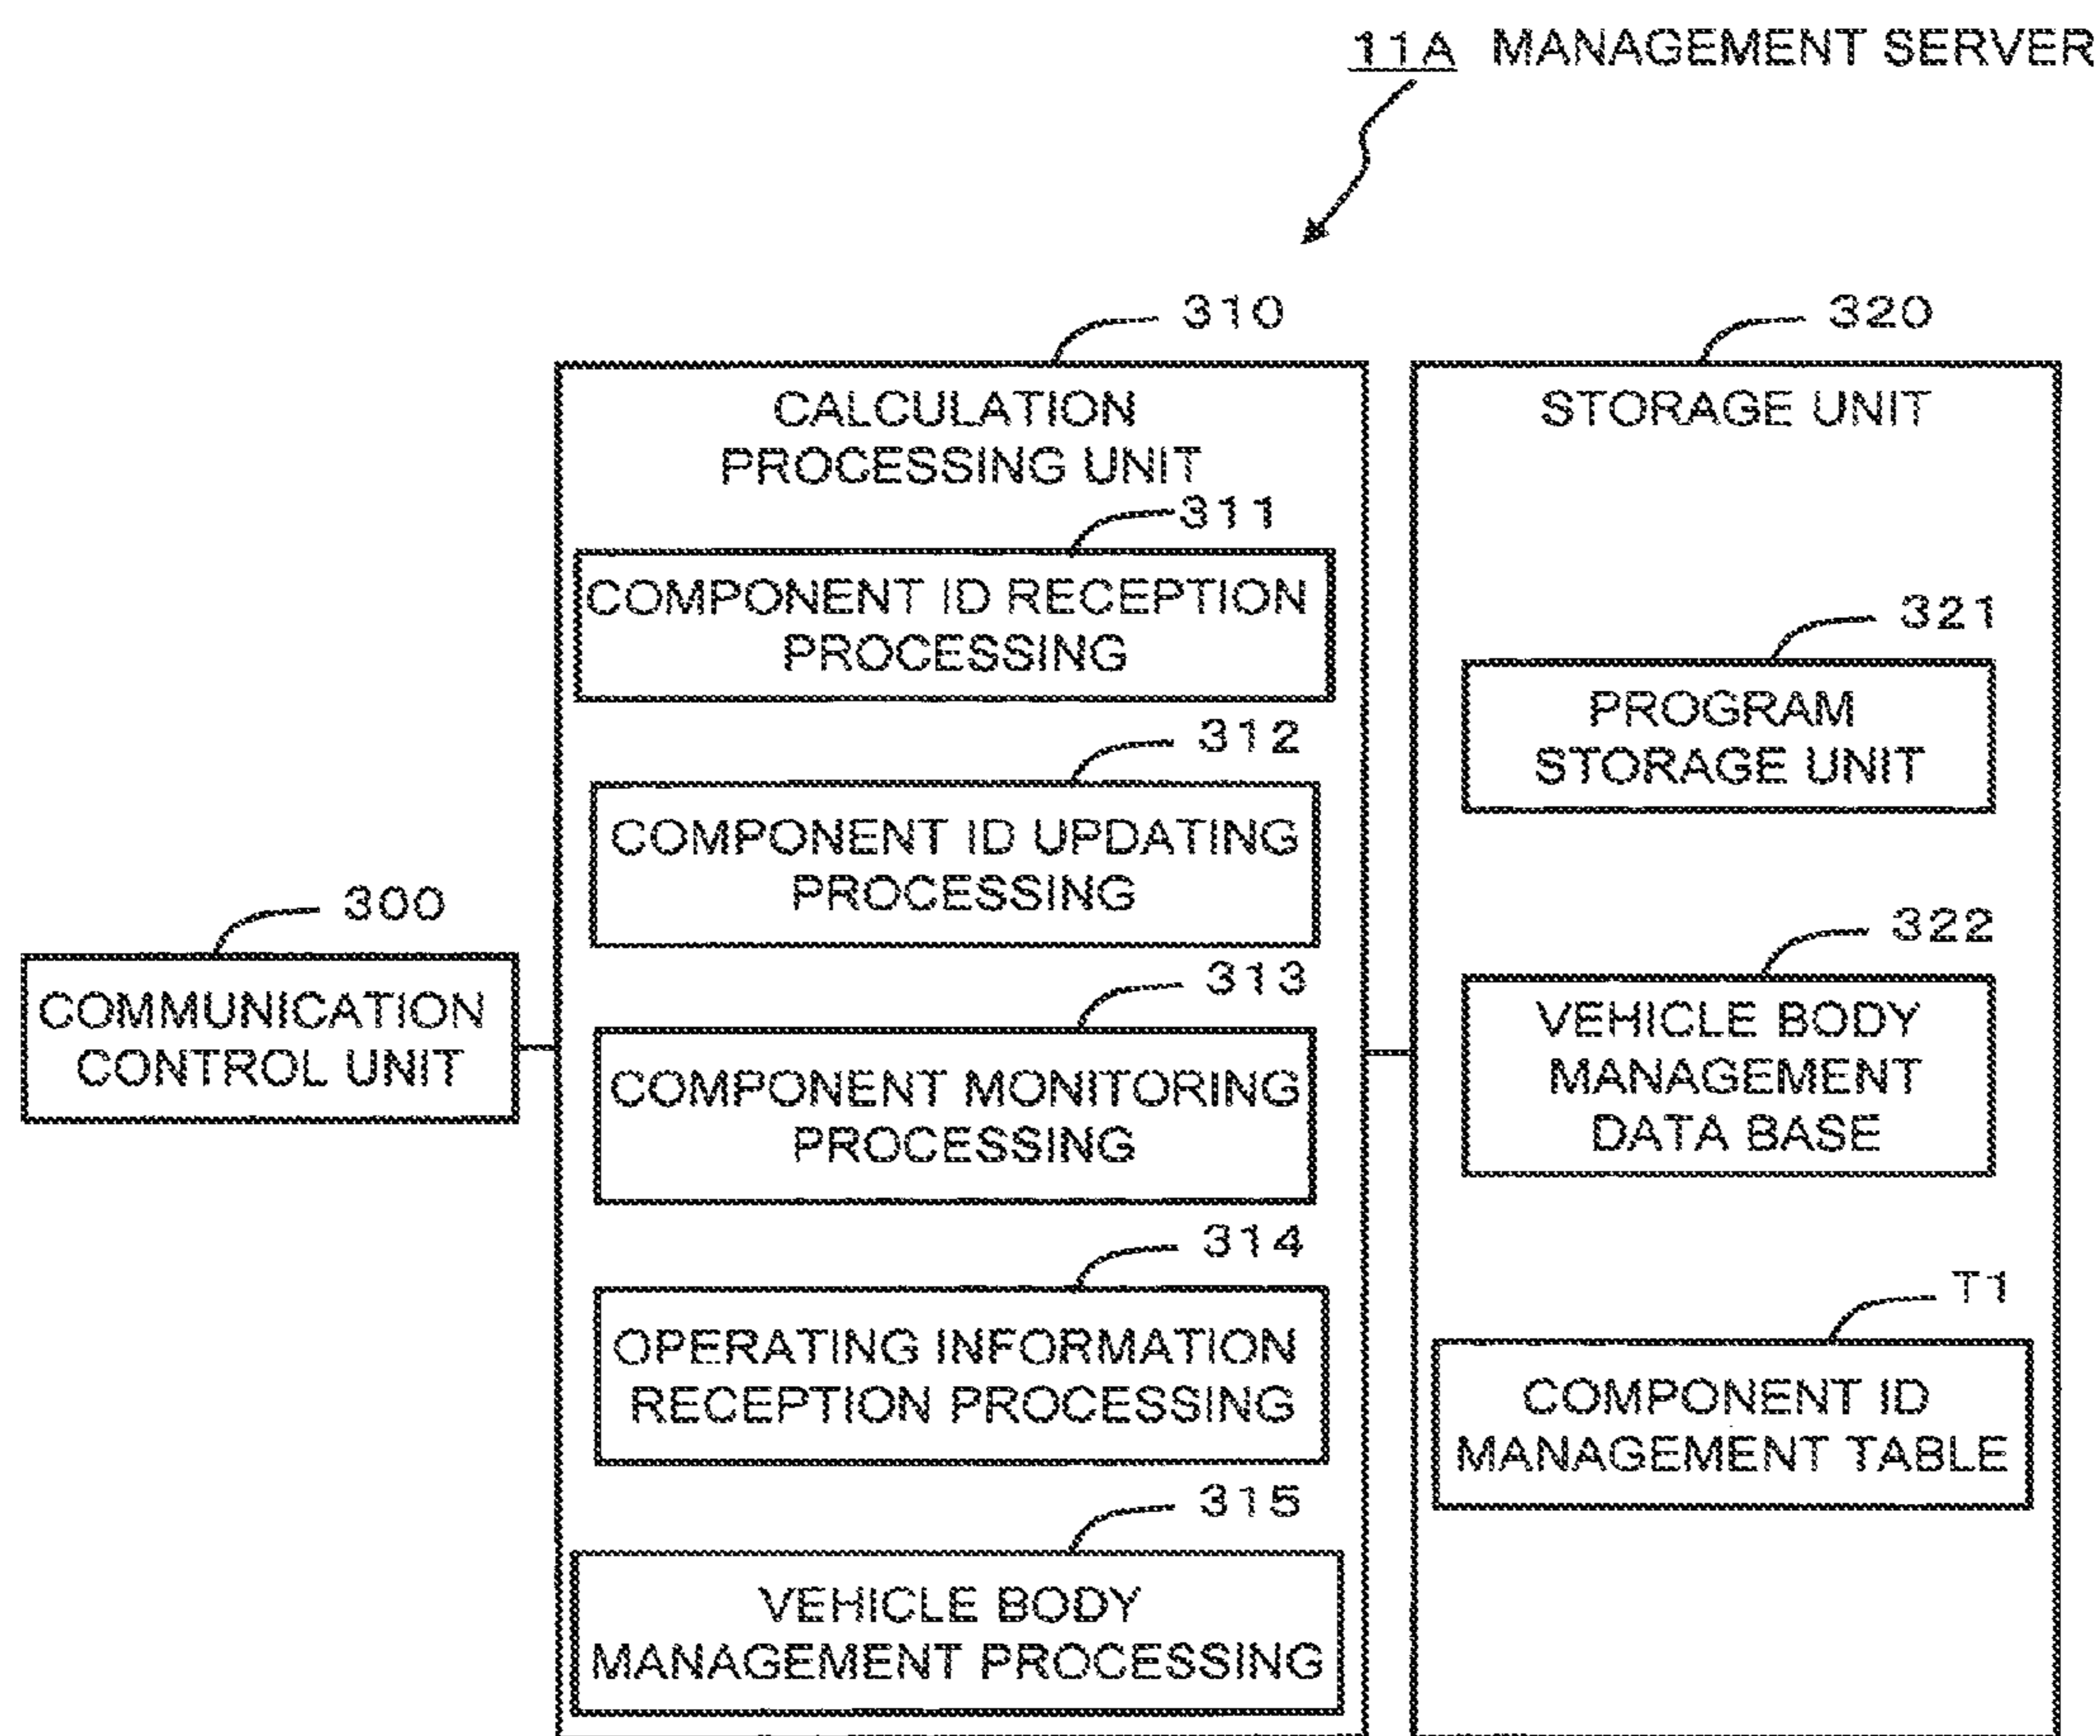 11A MANAGEMENT SERVER
310
320
CALCULATION
PROCESSING UNIT
STORAGE UNIT
311
COMPONENT ID RECEPTION
PROCESSING
321
PROGRAM
STORAGE UNIT
312
COMPONENT ID UPDATING
PROCESSING
300
COMMUNICATION
CONTROL UNIT
322
VEHICLE BODY
MANAGEMENT
DATA BASE
313
COMPONENT MONITORING
PROCESSING
314
OPERATING INFORMATION
RECEPTION PROCESSING
T1
COMPONENT ID
MANAGEMENT TABLE
315
VEHICLE BODY
MANAGEMENT PROCESSING